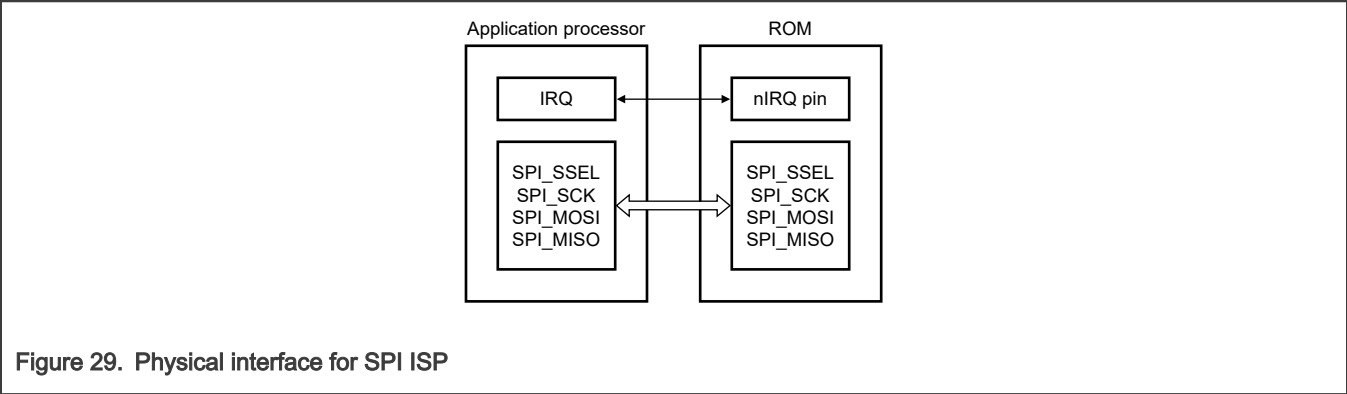 Application processor
ROM
IRQ
nIRQ pin
SPI_SSEL
SPI_SCK
SPI_MOSI
SPI_MISO
SPI_SSEL
SPI_SCK
SPI_MOSI
SPI_MISO
Figure 29. Physical interface for SPI ISP